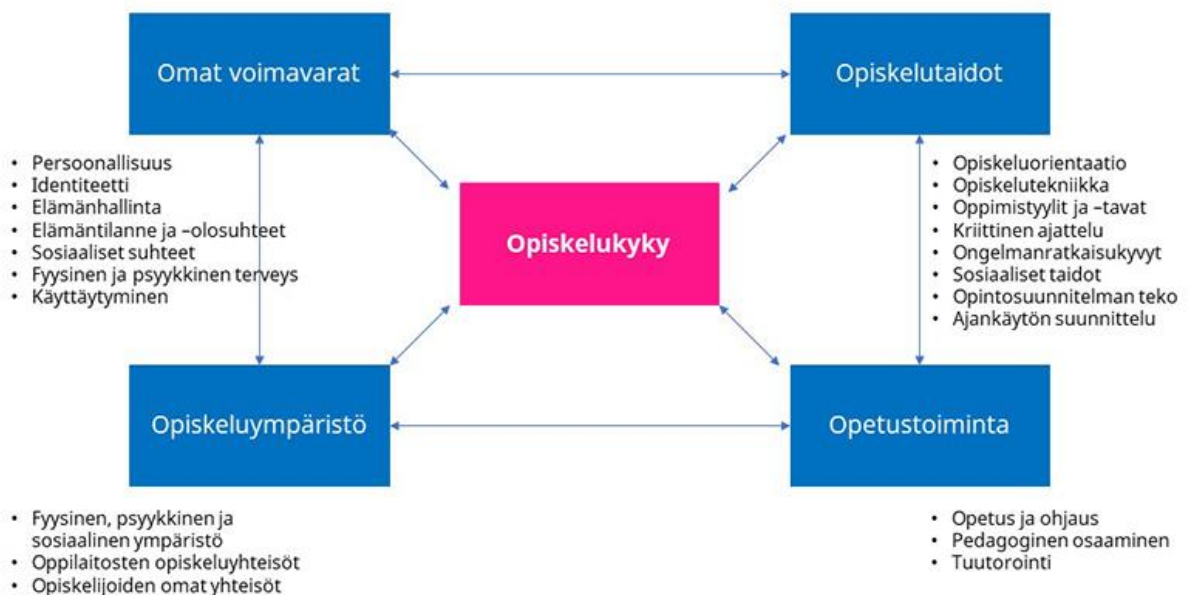 Omat voimavarat
Opiskelutaidot
• Persoonallisuus
• Identiteetti
• Elämänhallinta
• Elämäntilanne ja –olosuhteet
• Sosiaaliset suhteet
• Fyysinen ja psyykkinen terveys
• Käyttäytyminen
Opiskelukyky
• Opiskeluorientaatio
• Opiskelutekniikka
• Oppimistyylit ja –tavat
• Kriittinen ajattelu
• Ongelmanratkaisukyvyt
• Sosiaaliset taidot
• Opintosuunnitelman teko
• Ajankäytön suunnittelu
Opiskeluympäristö
Opetustoiminta
• Fyysinen, psyykkinen ja
sosiaalinen ympäristö
• Oppilaitosten opiskeluyhteisöt
• Opiskelijoiden omat yhteisöt
• Opetus ja ohjaus
• Pedagoginen osaaminen
• Tuutorointi